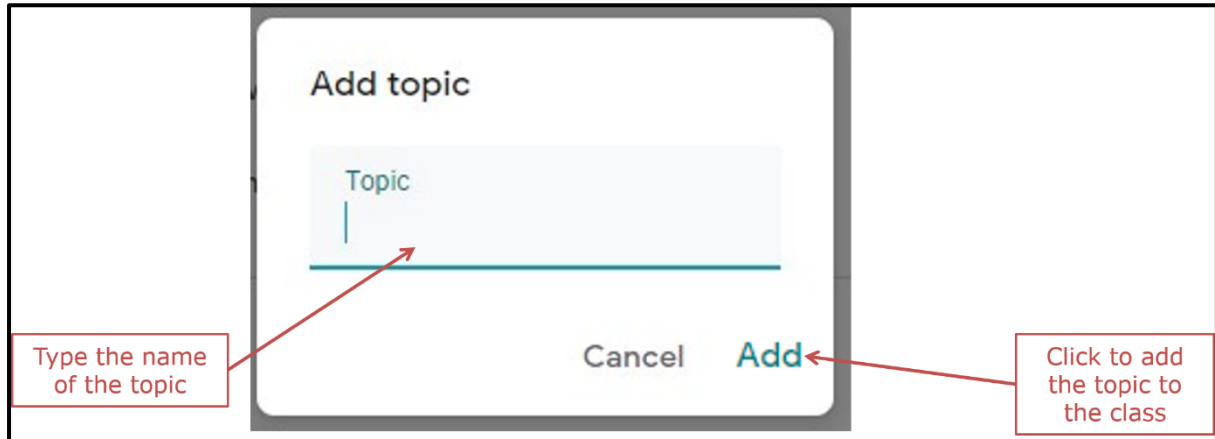 Add topic
Topic
Type the name
of the topic
Cancel
Add
Click to add
the topic to
the class